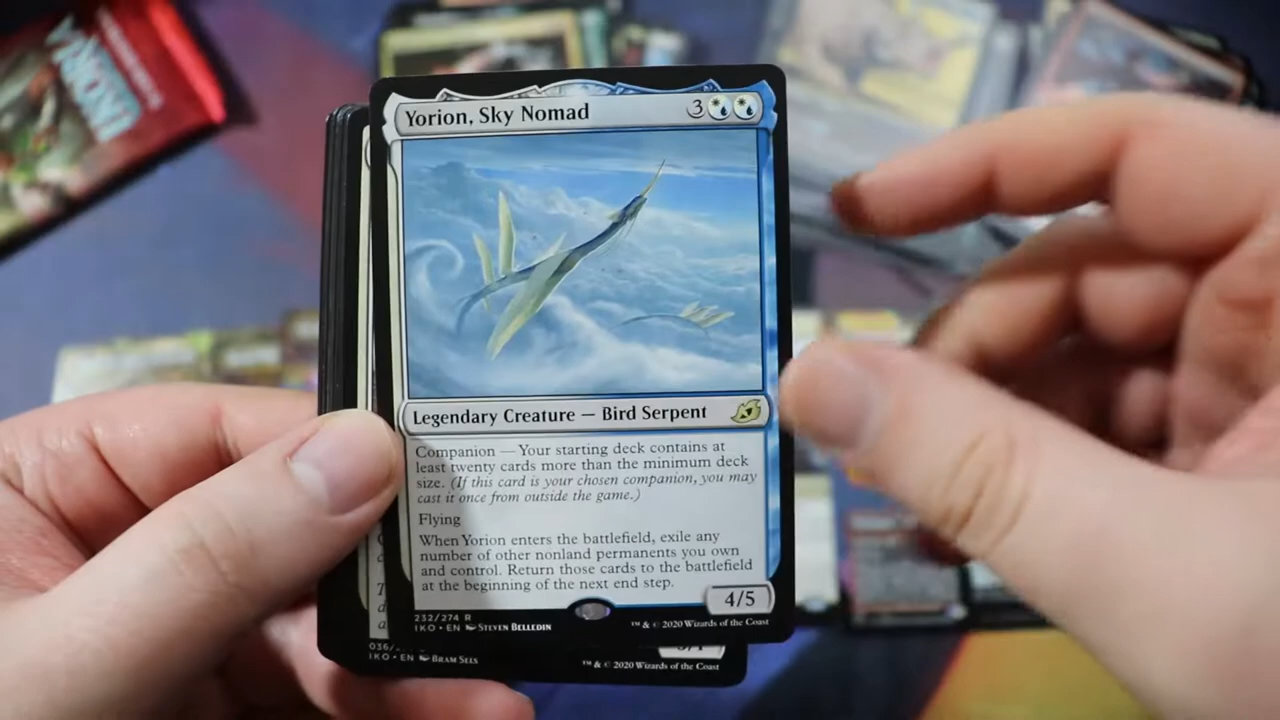 IKORIA
Yorion, Sky Nomad
3
Legendary Creature — Bird Serpent
Companion — Your starting deck contains at
least twenty cards more than the minimum deck
size. (If this card is your chosen companion, you may
cast it once from outside the game.)
Flying
When Yorion enters the battlefield, exile any
number of other nonland permanents you own
and control. Return those cards to the battlefield
at the beginning of the next end step.
4/5
232/274 R
IKO • EN Steven Belledin
™ & © 2020 Wizards of the Coast
036/
IKO • EN Bram Sels
™ & © 2020 Wizards of the Coast